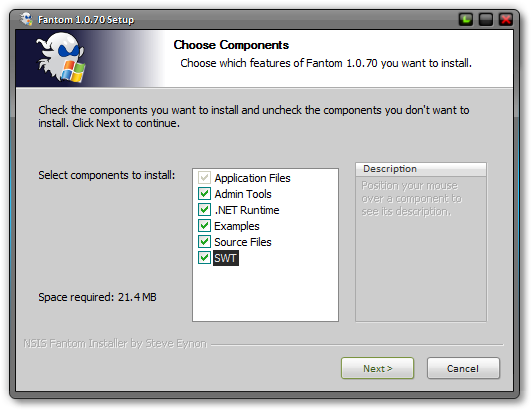 Fantom 1.0.70 Setup
Choose Components
Choose which features of Fantom 1.0.70 you want to install.
Check the components you want to install and uncheck the components you don't want to
install. Click Next to continue.
Select components to install:
Application Files
Admin Tools
.NET Runtime
Examples
Source Files
SWT
Description
Position your mouse
over a component to
see its description.
Space required: 21.4 MB
NSIS Fantom Installer by Steve Eynon
Next >
Cancel